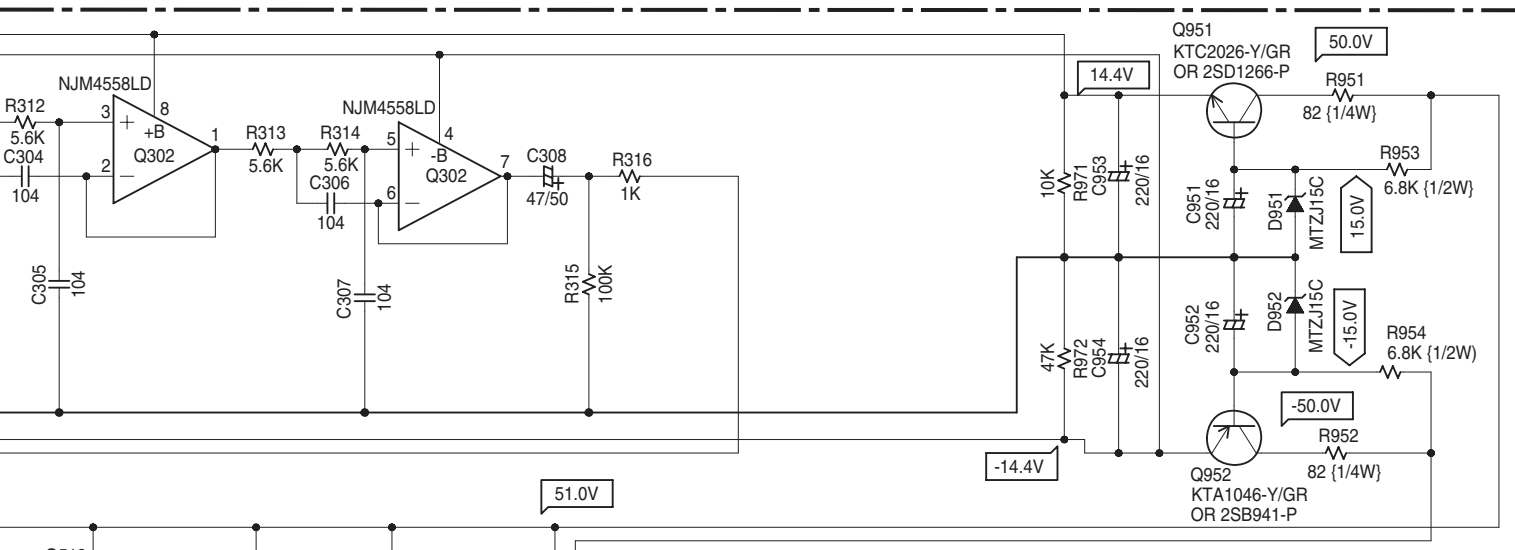 Q951
KTC2026-Y/GR
OR 2SD1266-P
50.0V
14.4V
R951
82 {1/4W}
NJM4558LD
NJM4558LD
R312
5.6K
C304
104
3
+
8
+B
Q302
2
−
1
R313
5.6K
R314
5.6K
C306
104
5
+
4
-B
Q302
6
−
7
C308
+
47/50
R316
1K
10K
R971
C953
+
220/16
C951
220/16
+
D951
MTZJ15C
15.0V
R953
6.8K {1/2W}
C305
104
C307
104
R315
100K
47K
R972
C954
+
220/16
C952
220/16
+
D952
MTZJ15C
-15.0V
R954
6.8K {1/2W)
-50.0V
R952
82 {1/4W}
-14.4V
Q952
KTA1046-Y/GR
OR 2SB941-P
51.0V